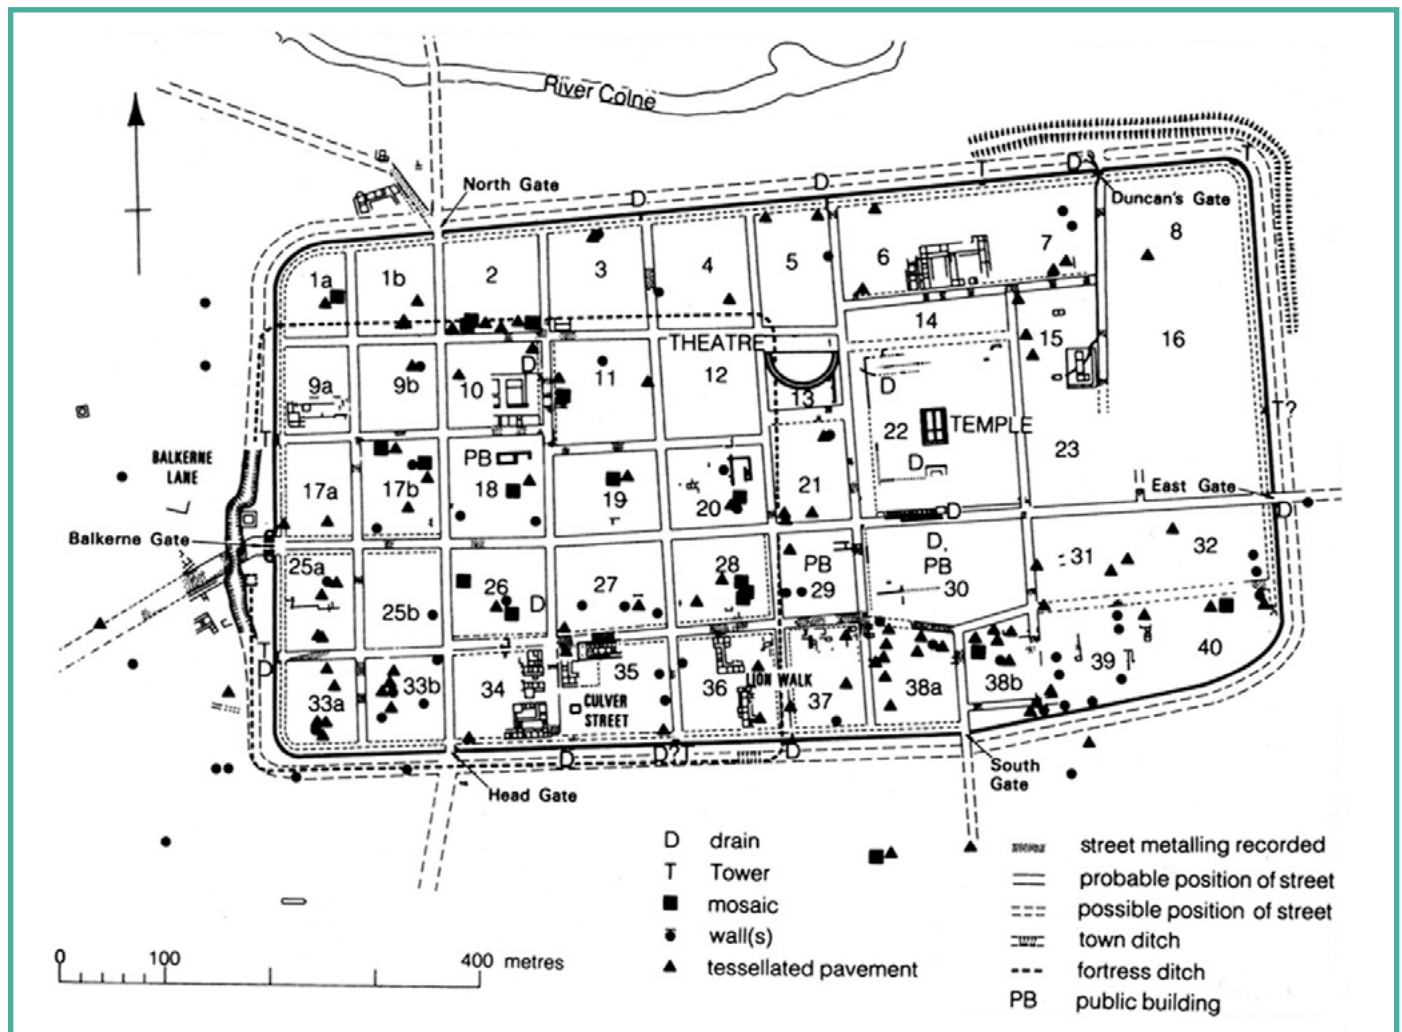 River Colne
North Gate
D
D
T
D
T
Duncan's Gate
1a
1b
2
3
4
5
6
7
8
THEATRE
14
15
16
9a
9b
10
D
11
12
13
D
T?
T
22
TEMPLE
23
BALKERNE
LANE
17a
17b
PB
18
19
20
21
D
East Gate
D
D
Balkerne Gate
25a
25b
26
D
27
28
PB
29
D,
PB
30
31
32
T
D
33a
33b
34
35
36
LION WALK
37
38a
38b
39
40
CULVER
STREET
D
D?
T
D
Head Gate
South
Gate
D drain
T Tower
mosaic
wall(s)
tessellated pavement
street metalling recorded
probable position of street
possible position of street
town ditch
fortress ditch
PB public building
0 100 400 metres